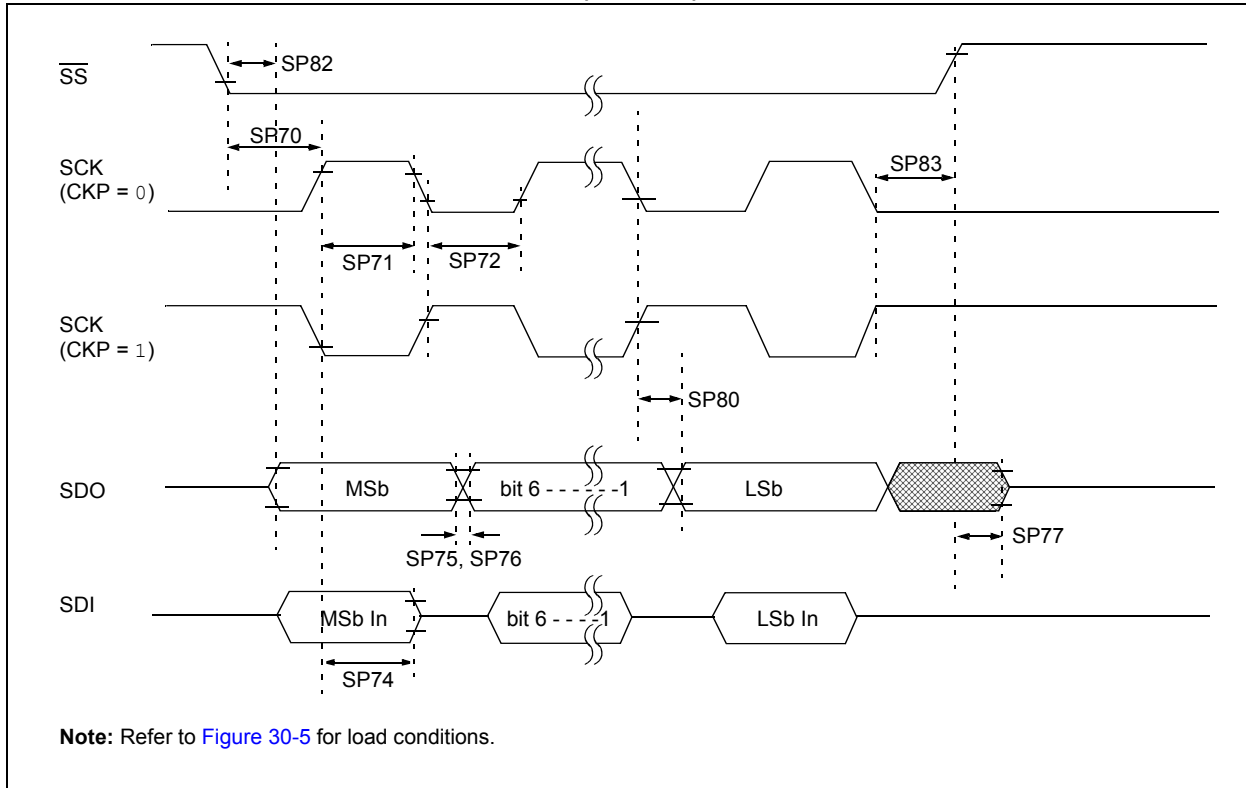 SS
SP82
SP70
SCK
(CKP = 0)
SP83
SP71
SP72
SCK
(CKP = 1)
SP80
SDO
MSb
bit 6 - - - - - -1
LSb
SP77
SP75, SP76
SDI
MSb In
bit 6 - - - -1
LSb In
SP74
Note: Refer to Figure 30-5 for load conditions.